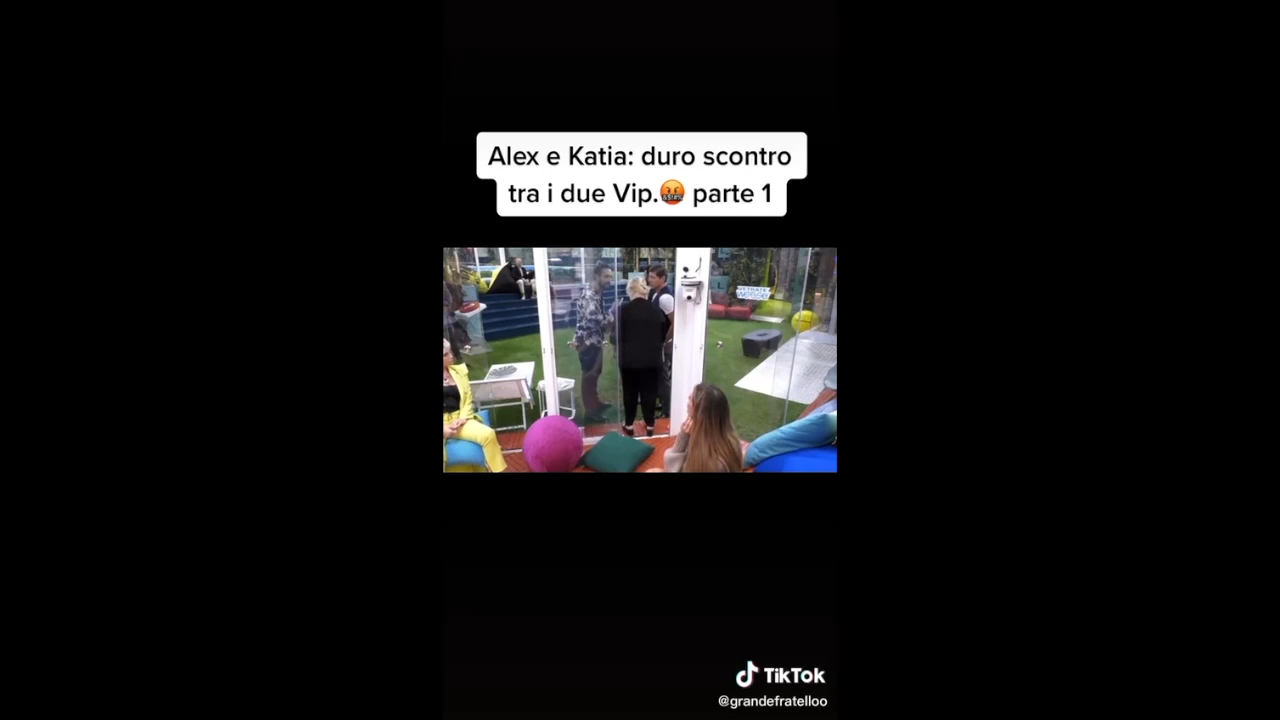 Alex e Katia: duro scontro
tra i due Vip.🤬 parte 1
TikTok
@grandefratelloo